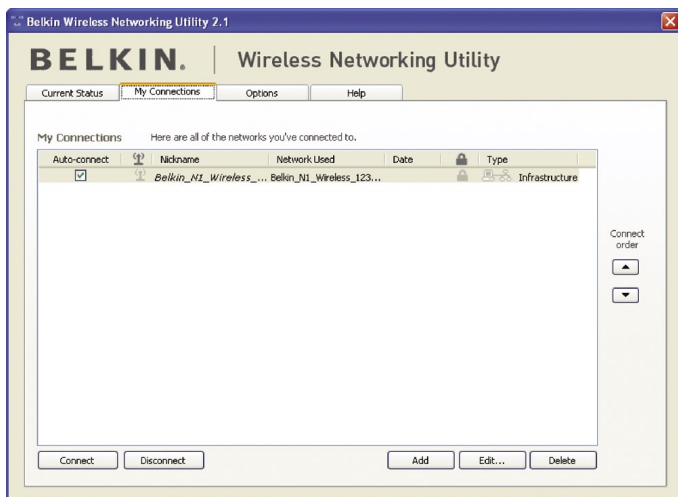 Belkin Wireless Networking Utility 2.1
BELKIN. Wireless Networking Utility
Current Status My Connections Options Help
My Connections Here are all of the networks you've connected to.
Auto-connect Nickname Network Used Date Type
Belkin_N1_Wireless_... Belkin_N1_Wireless_123... Infrastructure
Connect
order
Connect Disconnect Add Edit... Delete